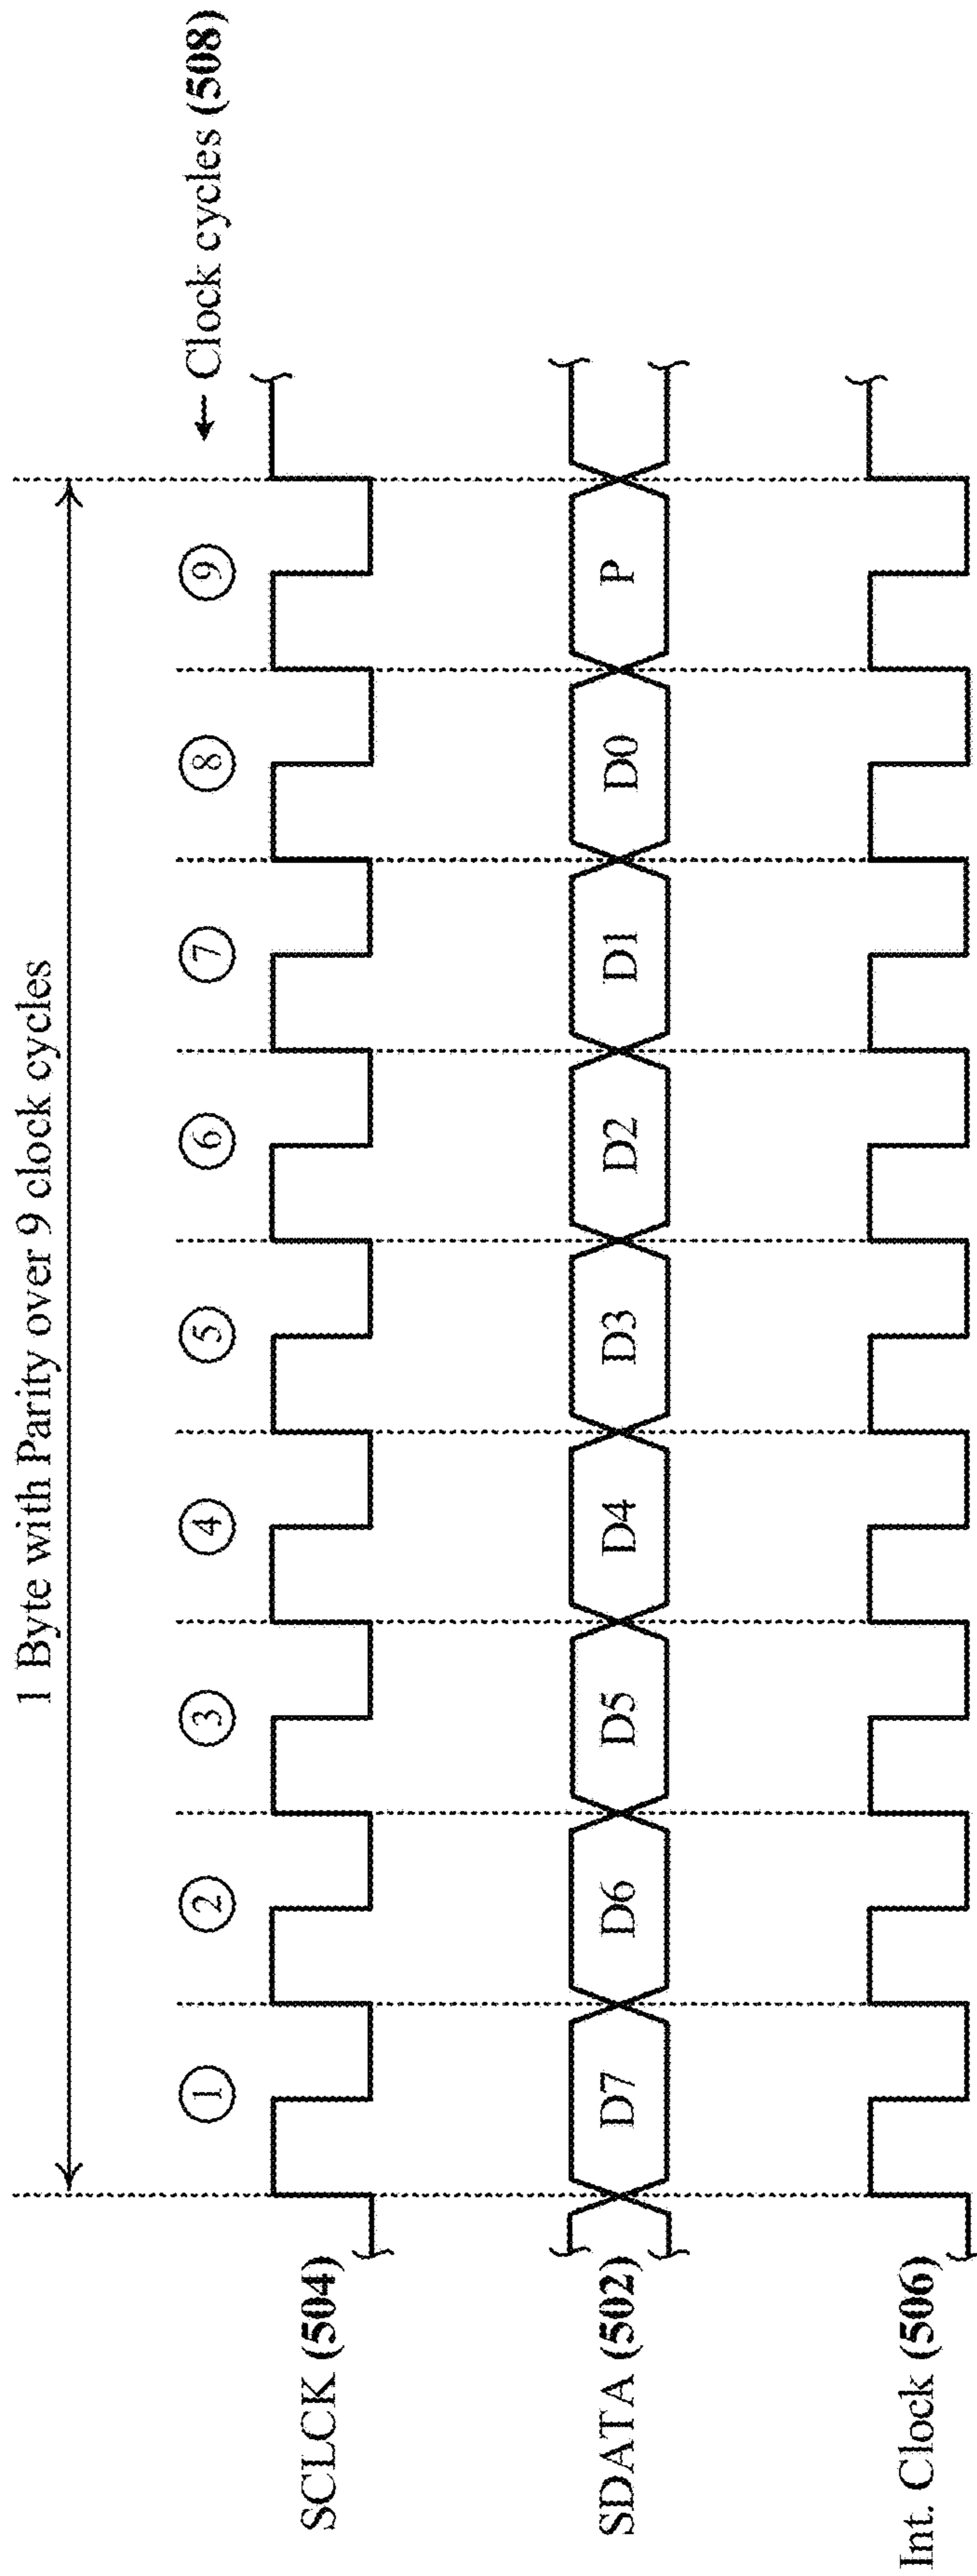 1 Byte with Parity over 9 clock cycles
1 2 3 4 5 6 7 8 9 ← Clock cycles (508)
SCLCK (504)
SDATA (502) D7 D6 D5 D4 D3 D2 D1 D0 P
Int. Clock (506)